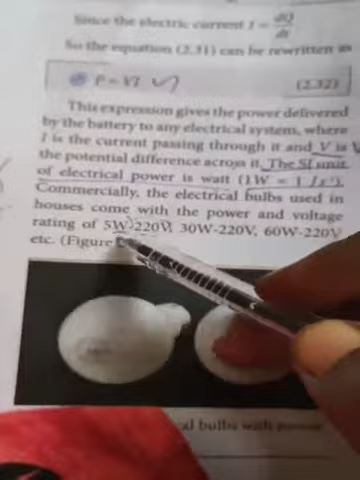 Since the electric current I = dQ/dt
So the equation (2.31) can be rewritten as
P = VI (2.32)
This expression gives the power delivered
by the battery to any electrical system, where
I is the current passing through it and V is
the potential difference across it. The SI unit
of electrical power is watt (1W = 1 J s⁻¹).
Commercially, the electrical bulbs used in
houses come with the power and voltage
rating of 5W-220V, 30W-220V, 60W-220V
etc. (Figure
al bulbs with power